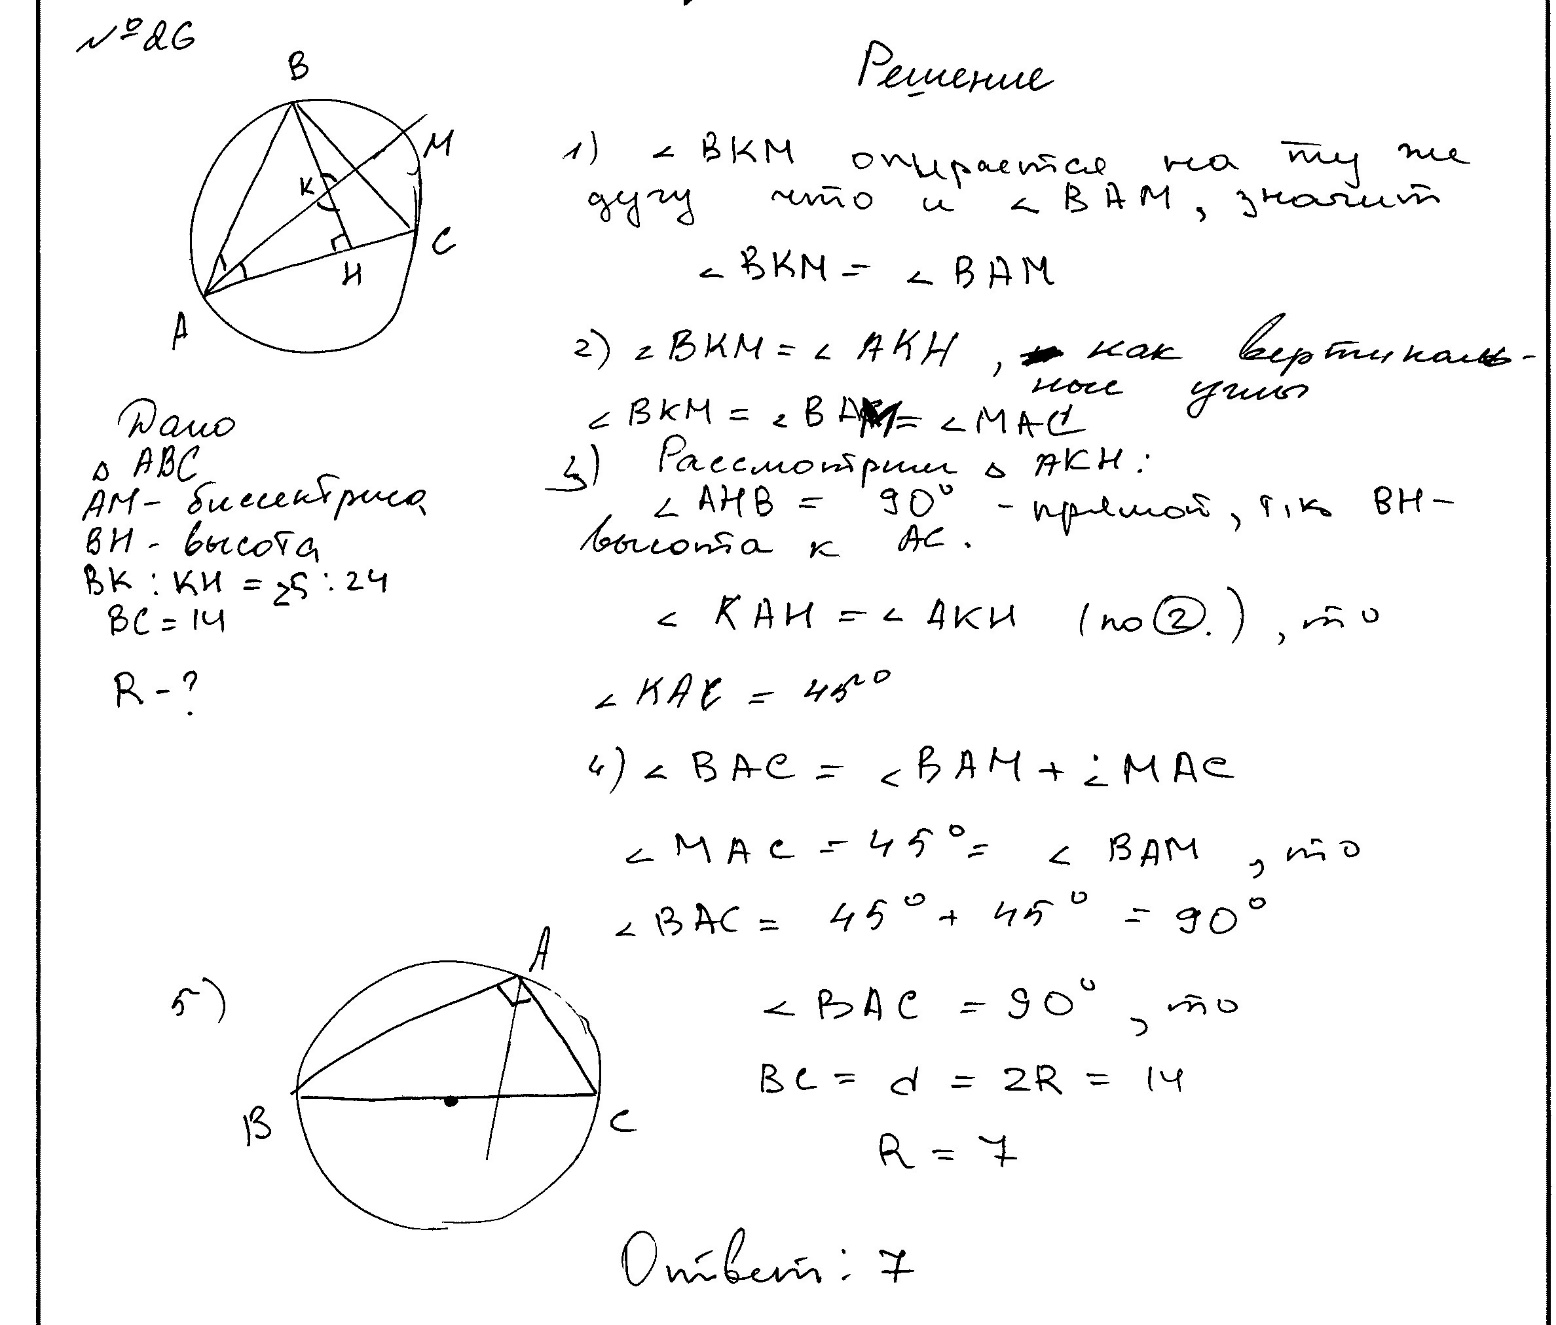 №26
B
M
K
C
H
A
Дано
△ ABC
AM - биссектриса
BH - высота
BK : KH = 25 : 24
BC = 14
R - ?
Решение
1) ∠BKM опирается на ту же
дугу что и ∠BAM, значит
∠BKM = ∠BAM
2) ∠BKM = ∠AKH, как вертикаль-
ные углы
∠BKM = ∠BAM = ∠MAC
3) Рассмотрим △ AKH:
∠AHB = 90° - прямой, т.к. BH -
высота к AC.
∠KAH = ∠AKH (по 2.), то
∠KAC = 45°
4) ∠BAC = ∠BAM + ∠MAC
∠MAC = 45° = ∠BAM, то
∠BAC = 45° + 45° = 90°
5)
A
B
C
∠BAC = 90°, то
BC = d = 2R = 14
R = 7
Ответ: 7